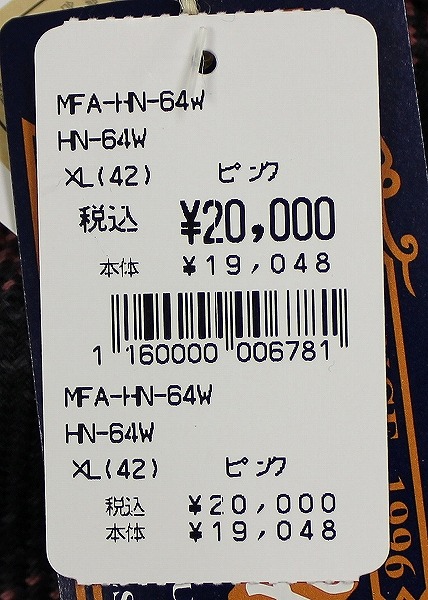 MFA-HN-64W
HN-64W
XL(42) ピンク
税込 ¥20,000
本体 ¥19,048
1 160000 006781
MFA-HN-64W
HN-64W
XL(42) ピンク
税込 ¥20,000
本体 ¥19,048